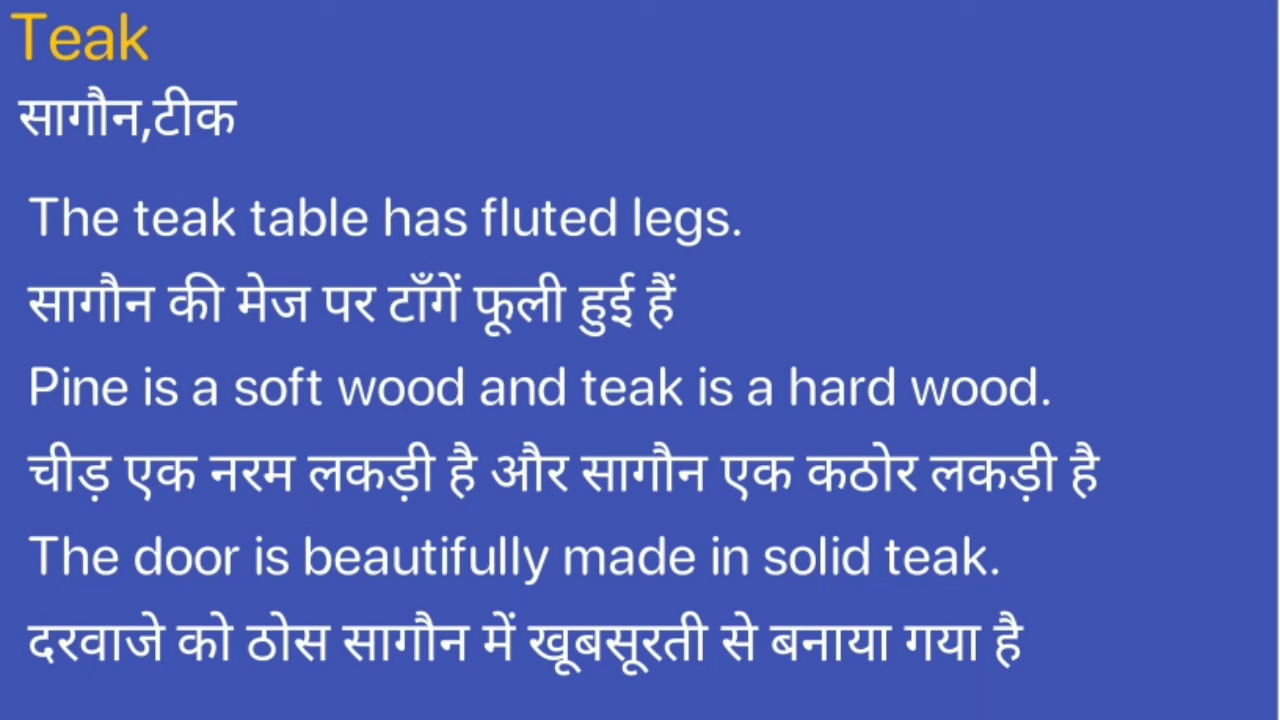 Teak
सागौन,टीक
The teak table has fluted legs.
सागौन की मेज पर टाँगें फूली हुई हैं
Pine is a soft wood and teak is a hard wood.
चीड़ एक नरम लकड़ी है और सागौन एक कठोर लकड़ी है
The door is beautifully made in solid teak.
दरवाजे को ठोस सागौन में खूबसूरती से बनाया गया है